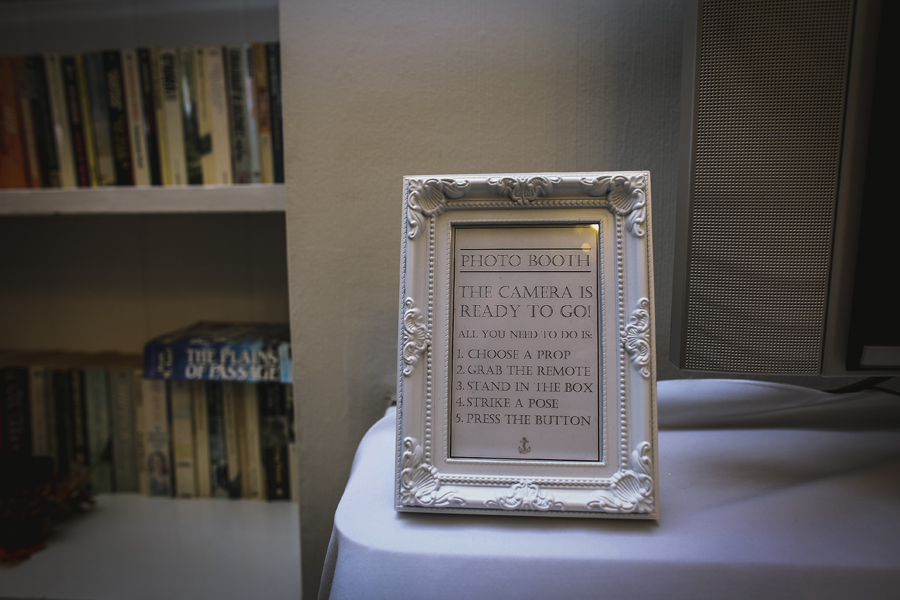 PHOTO BOOTH
THE CAMERA IS
READY TO GO!
ALL YOU NEED TO DO IS:
1. CHOOSE A PROP
2. GRAB THE REMOTE
3. STAND IN THE BOX
4. STRIKE A POSE
5. PRESS THE BUTTON
THE PLAINS
OF PASSAGE